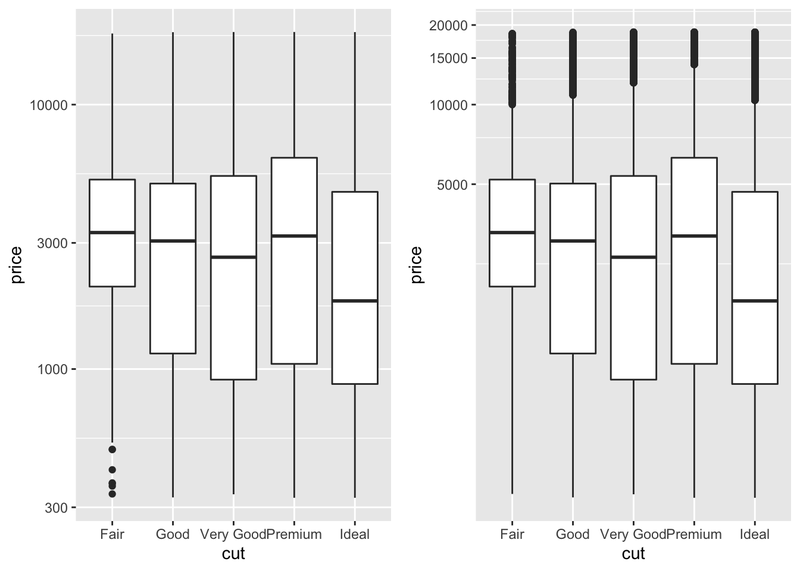 10000
3000
1000
300
price
Fair Good Very Good Premium Ideal
cut
20000
15000
10000
5000
price
Fair Good Very Good Premium Ideal
cut